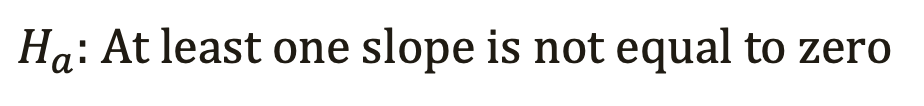 Hₐ: At least one slope is not equal to zero